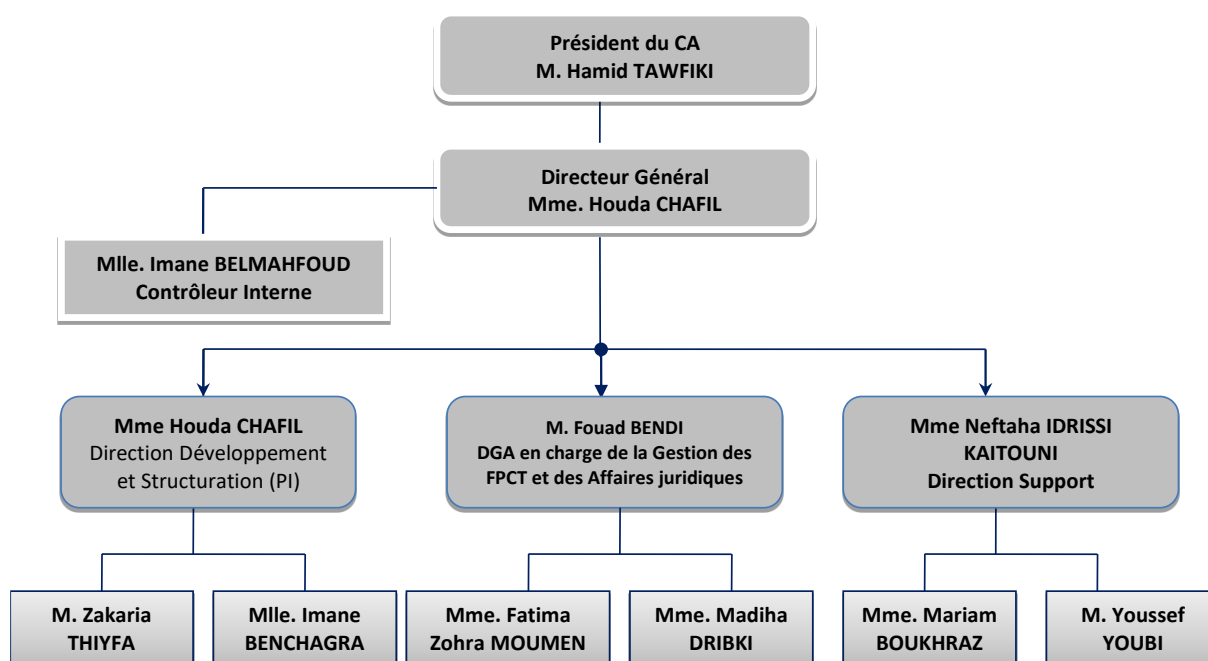 Président du CA
M. Hamid TAWFIKI
Directeur Général
Mme. Houda CHAFIL
Mlle. Imane BELMAHFOUD
Contrôleur Interne
Mme Houda CHAFIL
Direction Développement
et Structuration (PI)
M. Fouad BENDI
DGA en charge de la Gestion des
FPCT et des Affaires juridiques
Mme Neftaha IDRISSI
KAITOUNI
Direction Support
M. Zakaria
THIYFA
Mlle. Imane
BENCHAGRA
Mme. Fatima
Zohra MOUMEN
Mme. Madiha
DRIBKI
Mme. Mariam
BOUKHRAZ
M. Youssef
YOUBI